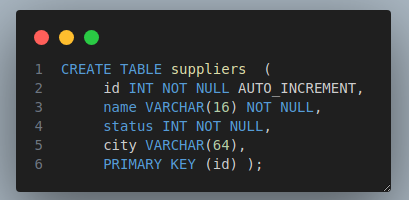 1 CREATE TABLE suppliers  (
2      id INT NOT NULL AUTO_INCREMENT,
3      name VARCHAR(16) NOT NULL,
4      status INT NOT NULL,
5      city VARCHAR(64),
6      PRIMARY KEY (id) );